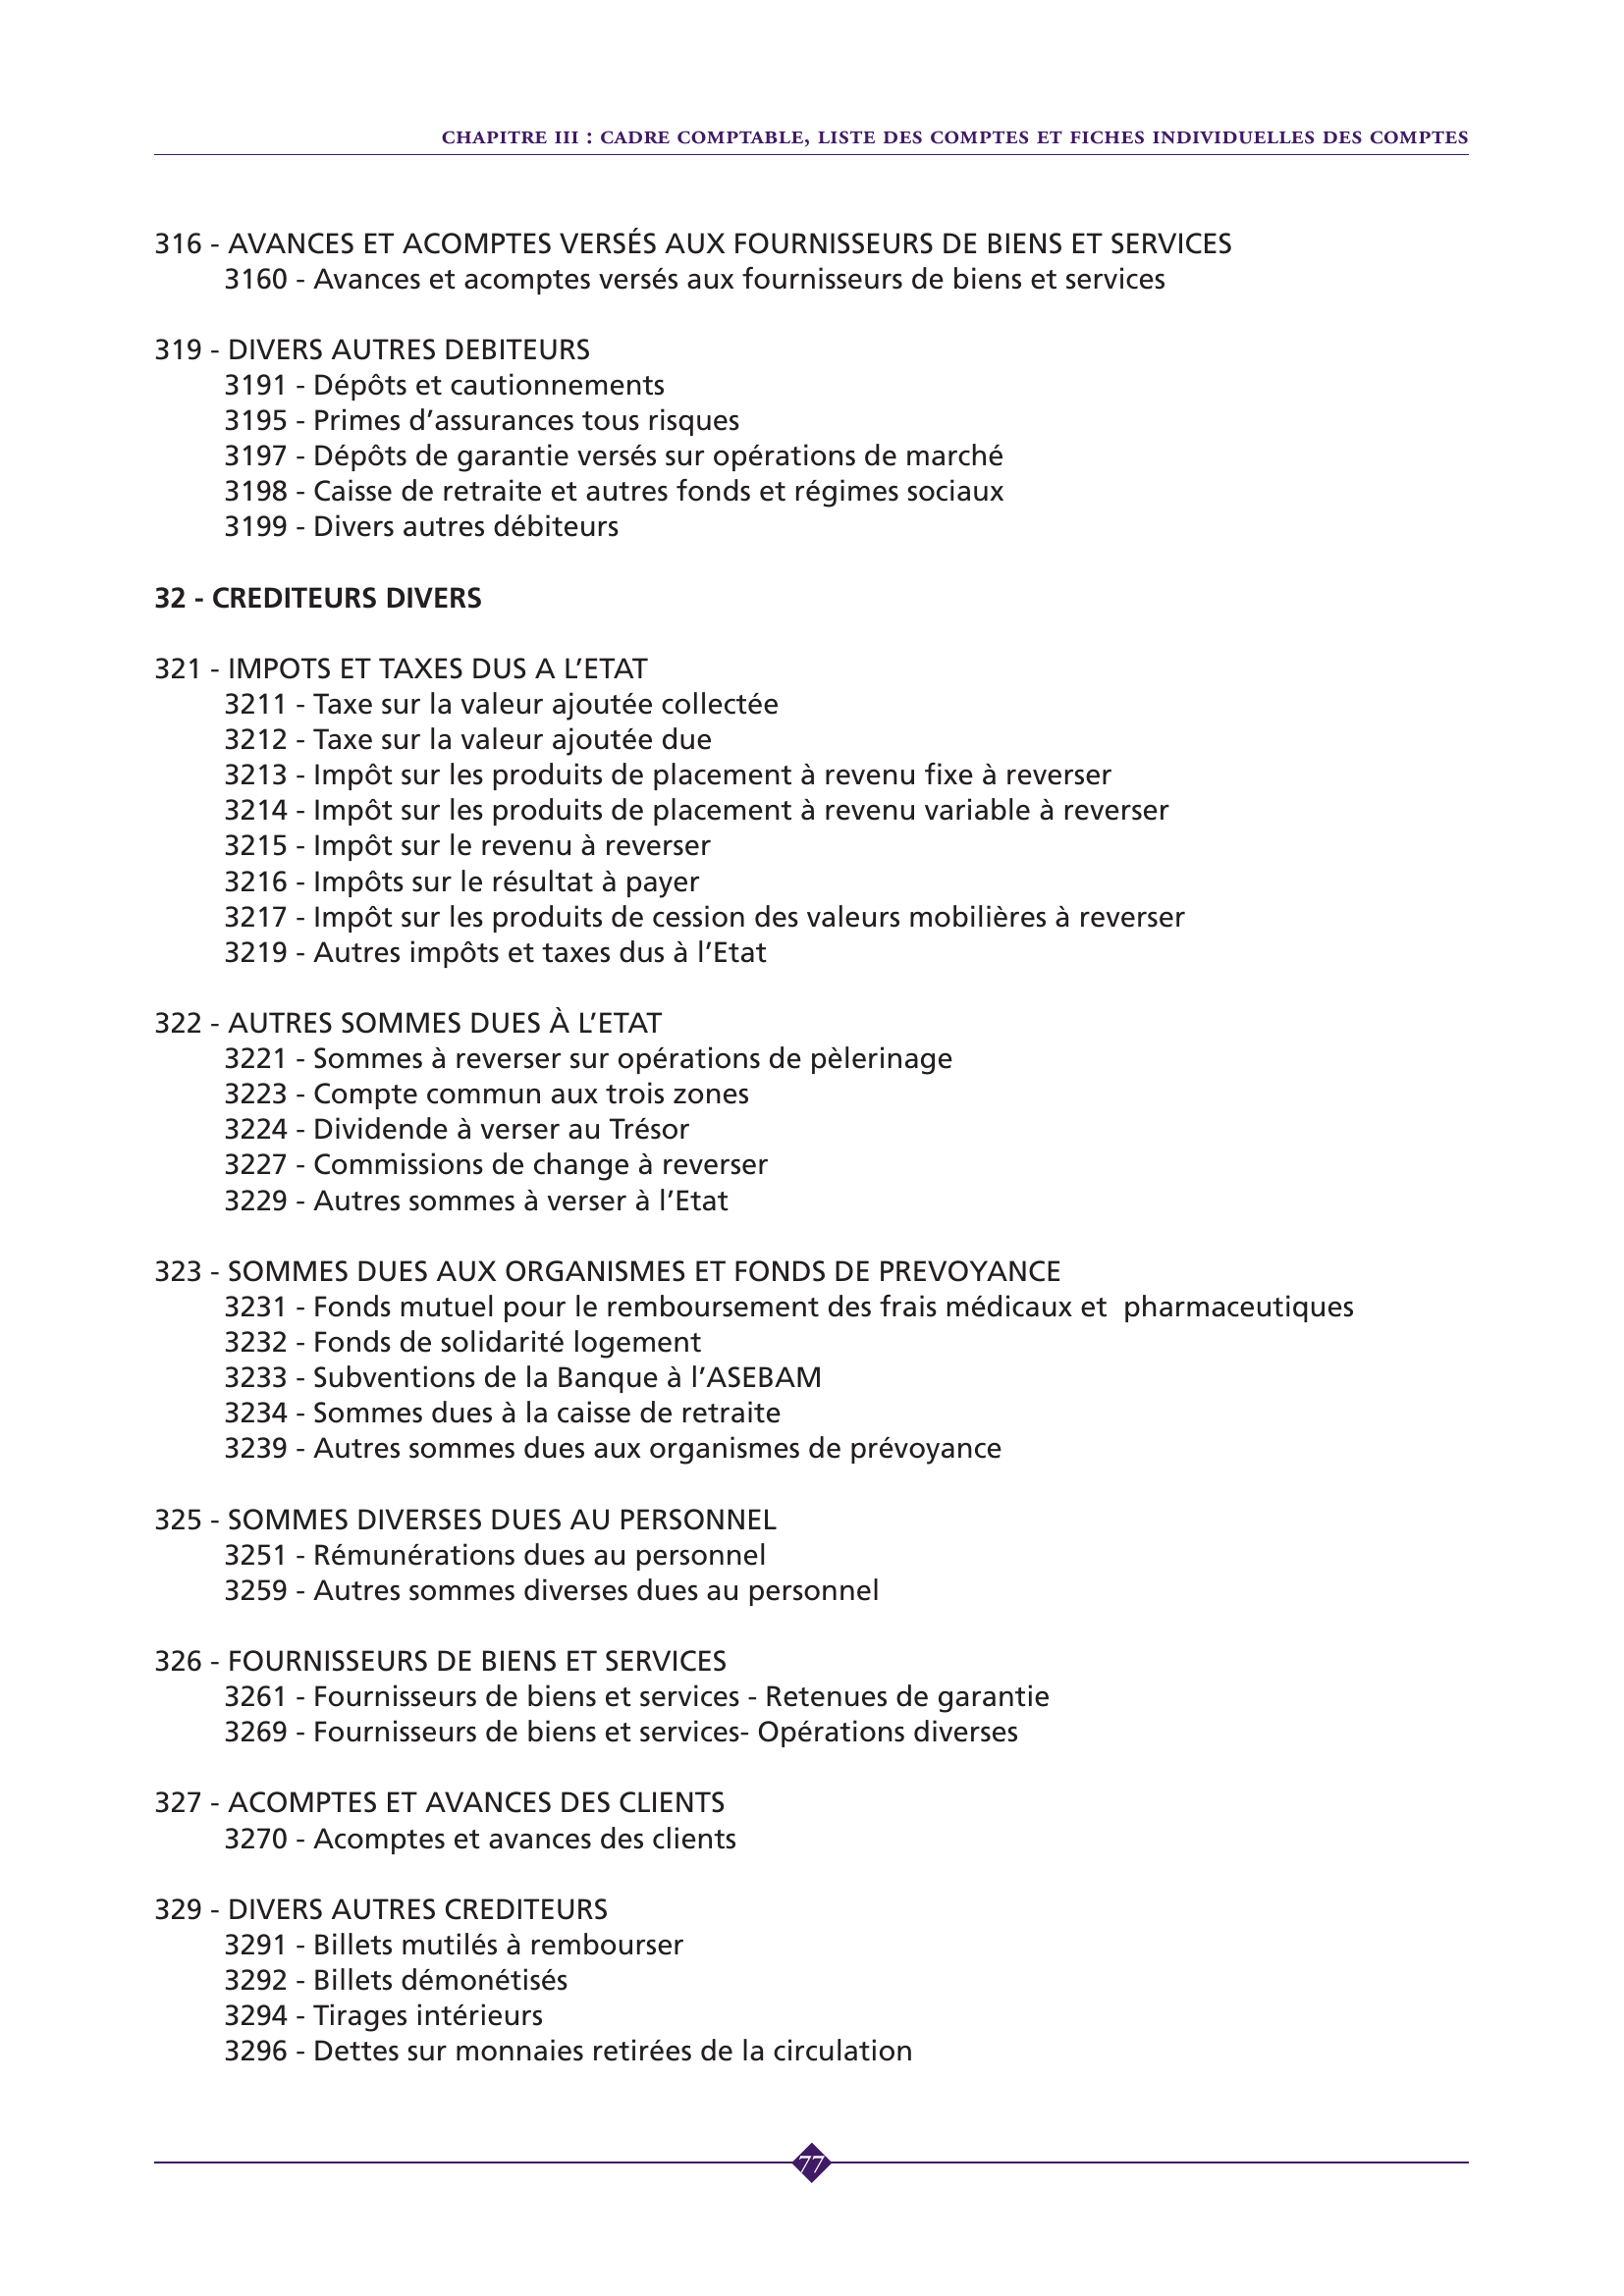 CHAPITRE III : CADRE COMPTABLE, LISTE DES COMPTES ET FICHES INDIVIDUELLES DES COMPTES
316 - AVANCES ET ACOMPTES VERSÉS AUX FOURNISSEURS DE BIENS ET SERVICES
3160 - Avances et acomptes versés aux fournisseurs de biens et services
319 - DIVERS AUTRES DEBITEURS
3191 - Dépôts et cautionnements
3195 - Primes d’assurances tous risques
3197 - Dépôts de garantie versés sur opérations de marché
3198 - Caisse de retraite et autres fonds et régimes sociaux
3199 - Divers autres débiteurs
32 - CREDITEURS DIVERS
321 - IMPOTS ET TAXES DUS A L’ETAT
3211 - Taxe sur la valeur ajoutée collectée
3212 - Taxe sur la valeur ajoutée due
3213 - Impôt sur les produits de placement à revenu fixe à reverser
3214 - Impôt sur les produits de placement à revenu variable à reverser
3215 - Impôt sur le revenu à reverser
3216 - Impôts sur le résultat à payer
3217 - Impôt sur les produits de cession des valeurs mobilières à reverser
3219 - Autres impôts et taxes dus à l’Etat
322 - AUTRES SOMMES DUES À L’ETAT
3221 - Sommes à reverser sur opérations de pèlerinage
3223 - Compte commun aux trois zones
3224 - Dividende à verser au Trésor
3227 - Commissions de change à reverser
3229 - Autres sommes à verser à l’Etat
323 - SOMMES DUES AUX ORGANISMES ET FONDS DE PREVOYANCE
3231 - Fonds mutuel pour le remboursement des frais médicaux et  pharmaceutiques
3232 - Fonds de solidarité logement
3233 - Subventions de la Banque à l’ASEBAM
3234 - Sommes dues à la caisse de retraite
3239 - Autres sommes dues aux organismes de prévoyance
325 - SOMMES DIVERSES DUES AU PERSONNEL
3251 - Rémunérations dues au personnel
3259 - Autres sommes diverses dues au personnel
326 - FOURNISSEURS DE BIENS ET SERVICES
3261 - Fournisseurs de biens et services - Retenues de garantie
3269 - Fournisseurs de biens et services- Opérations diverses
327 - ACOMPTES ET AVANCES DES CLIENTS
3270 - Acomptes et avances des clients
329 - DIVERS AUTRES CREDITEURS
3291 - Billets mutilés à rembourser
3292 - Billets démonétisés
3294 - Tirages intérieurs
3296 - Dettes sur monnaies retirées de la circulation
77